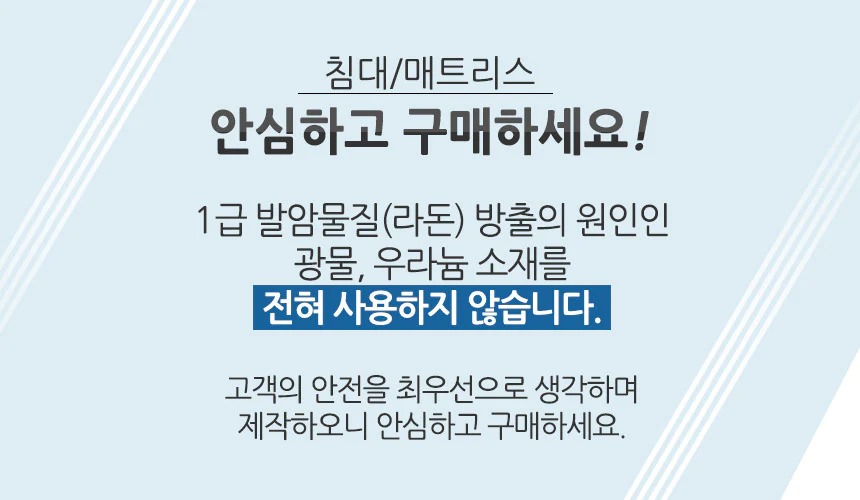 침대/매트리스
안심하고 구매하세요!
1급 발암물질(라돈) 방출의 원인인
광물, 우라늄 소재를
전혀 사용하지 않습니다.
고객의 안전을 최우선으로 생각하며
제작하오니 안심하고 구매하세요.